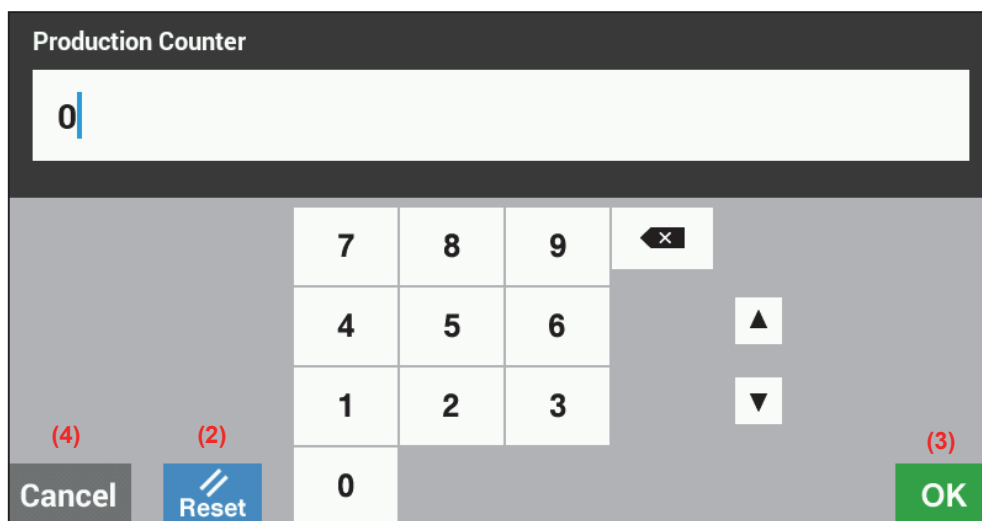 Production Counter
0
7 8 9
4 5 6
1 2 3
(4) (2) (3)
0
Cancel Reset OK